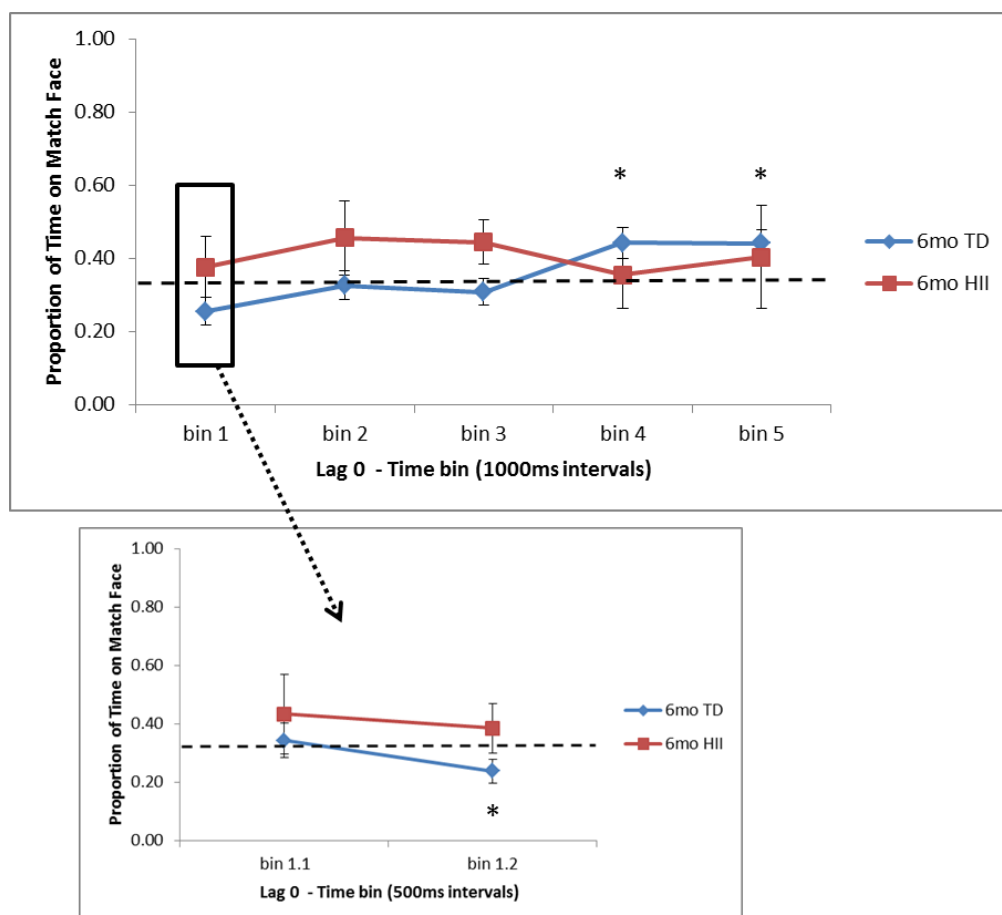 Proportion of Time on Match Face
1.00
0.80
0.60
0.40
0.20
0.00
* *
bin 1 bin 2 bin 3 bin 4 bin 5
Lag 0 - Time bin (1000ms intervals)
6mo TD
6mo HII
Proportion of Time on Match Face
1.00
0.80
0.60
0.40
0.20
0.00
*
bin 1.1 bin 1.2
Lag 0 - Time bin (500ms intervals)
6mo TD
6mo HII